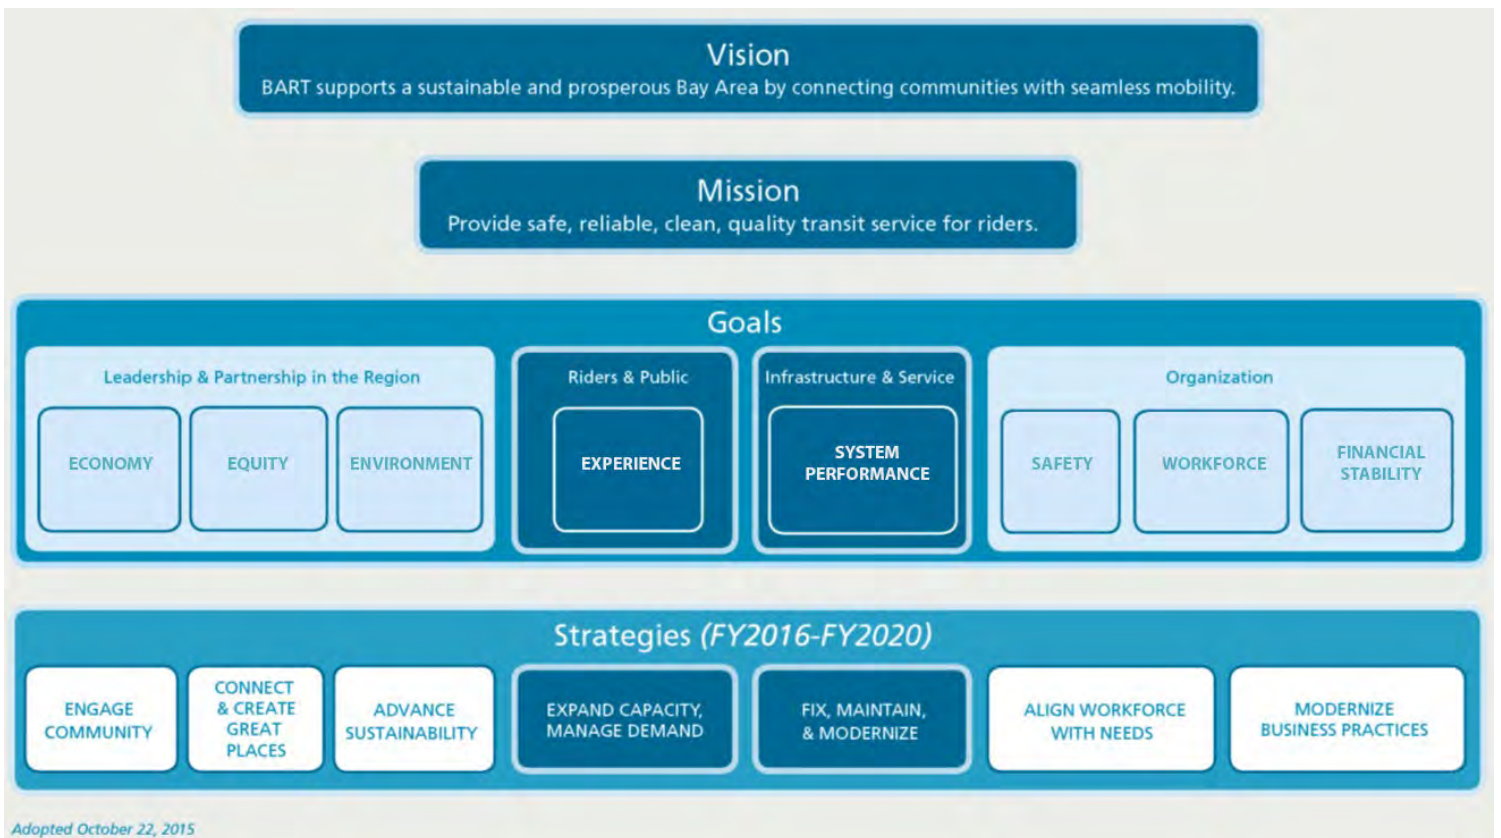 Vision
BART supports a sustainable and prosperous Bay Area by connecting communities with seamless mobility.
Mission
Provide safe, reliable, clean, quality transit service for riders.
Goals
Leadership & Partnership in the Region
ECONOMY
EQUITY
ENVIRONMENT
Riders & Public
EXPERIENCE
Infrastructure & Service
SYSTEM
PERFORMANCE
Organization
SAFETY
WORKFORCE
FINANCIAL
STABILITY
Strategies (FY2016-FY2020)
ENGAGE
COMMUNITY
CONNECT
& CREATE
GREAT
PLACES
ADVANCE
SUSTAINABILITY
EXPAND CAPACITY,
MANAGE DEMAND
FIX, MAINTAIN,
& MODERNIZE
ALIGN WORKFORCE
WITH NEEDS
MODERNIZE
BUSINESS PRACTICES
Adopted October 22, 2015